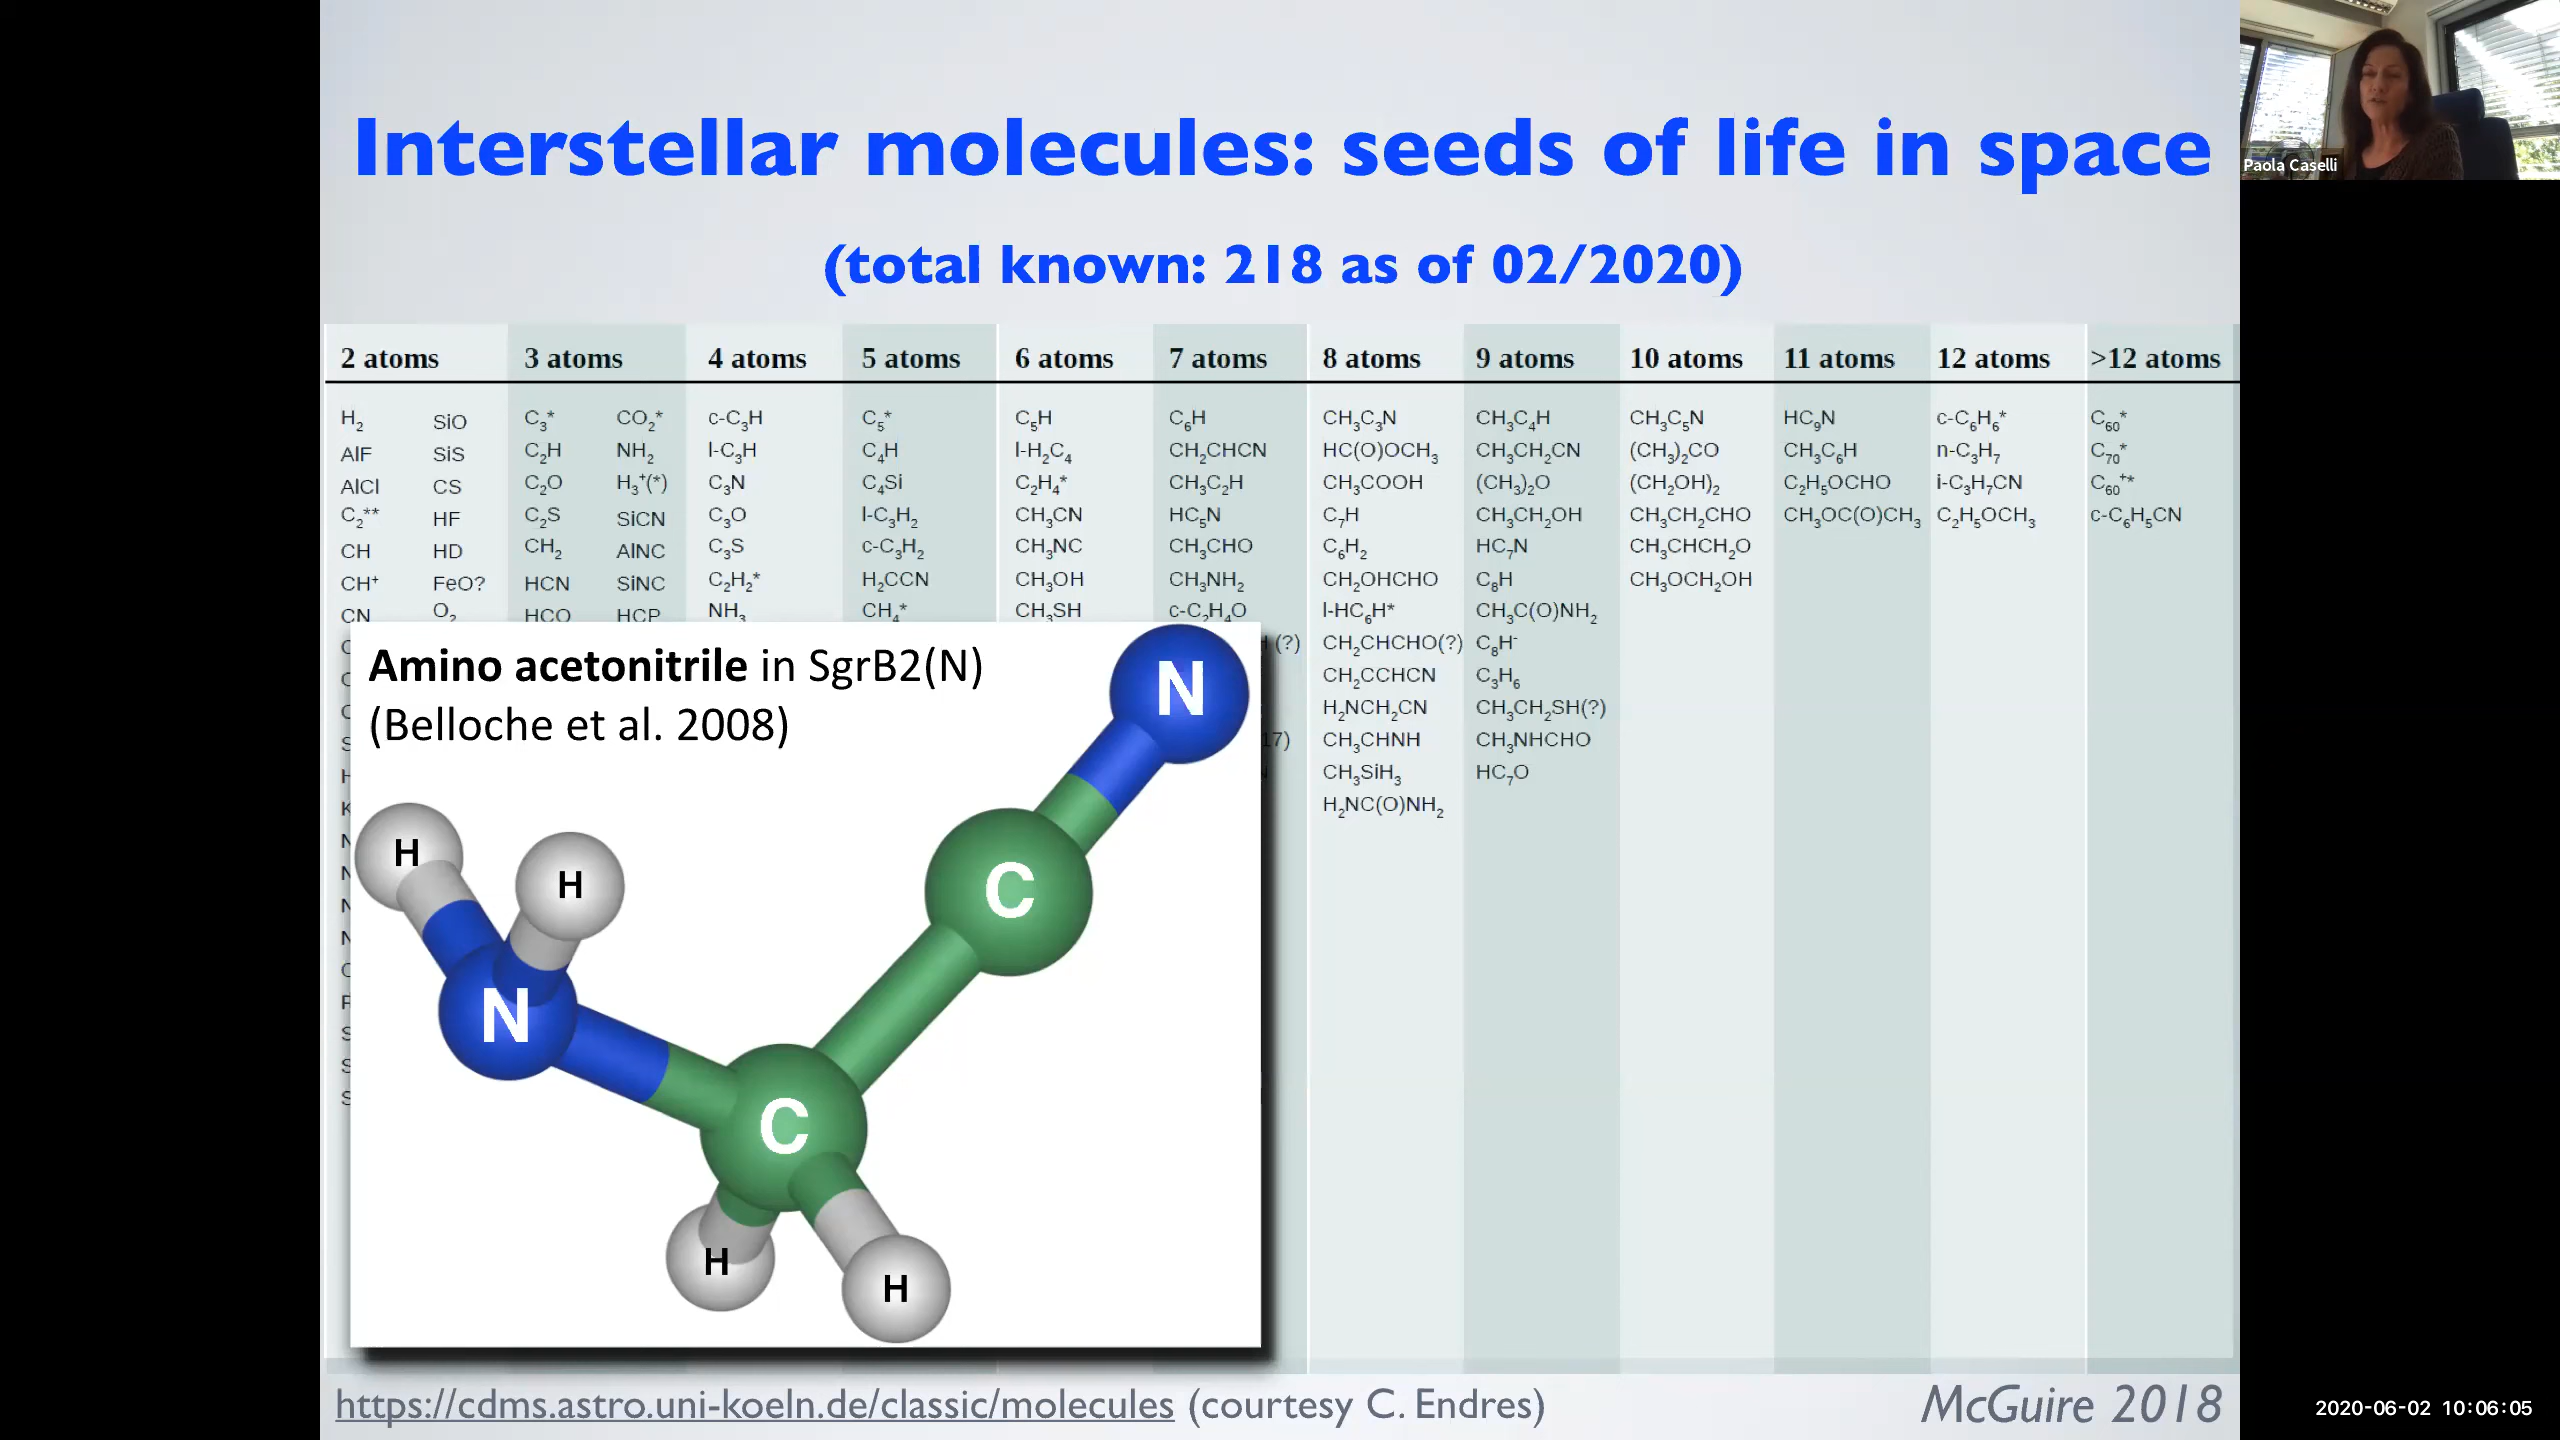 Interstellar molecules: seeds of life in space
(total known: 218 as of 02/2020)
Paola Caselli
2 atoms 3 atoms 4 atoms 5 atoms 6 atoms 7 atoms 8 atoms 9 atoms 10 atoms 11 atoms 12 atoms >12 atoms
H₂ SiO C₃* CO₂* c-C₃H C₅* C₅H C₆H CH₃C₃N CH₃C₄H CH₃C₅N HC₉N c-C₆H₆* C₆₀*
AlF SiS C₂H NH₂ l-C₃H C₄H l-H₂C₄ CH₂CHCN HC(O)OCH₃ CH₃CH₂CN (CH₃)₂CO CH₃C₆H n-C₃H₇ C₇₀*
AlCl CS C₂O H₃⁺(*) C₃N C₄Si C₂H₄* CH₃C₂H CH₃COOH (CH₃)₂O (CH₂OH)₂ C₂H₅OCHO i-C₃H₇CN C₆₀⁺*
C₂** HF C₂S SiCN C₃O l-C₃H₂ CH₃CN HC₅N C₇H CH₃CH₂OH CH₃CH₂CHO CH₃OC(O)CH₃ C₂H₅OCH₃ c-C₆H₅CN
CH HD CH₂ AlNC C₃S c-C₃H₂ CH₃NC CH₃CHO C₆H₂ HC₇N CH₃CHCH₂O
CH⁺ FeO? HCN SiNC C₂H₂* H₂CCN CH₃OH CH₃NH₂ CH₂OHCHO C₈H CH₃OCH₂OH
CN O₂ HCO HCP NH₃ CH₄* CH₃SH c-C₂H₄O l-HC₆H* CH₃C(O)NH₂
(?) CH₂CHCHO(?) C₈H⁻
CH₂CCHCN C₃H₆
H₂NCH₂CN CH₃CH₂SH(?)
17) CH₃CHNH CH₃NHCHO
CH₃SiH₃ HC₇O
H₂NC(O)NH₂
Amino acetonitrile in SgrB2(N)
(Belloche et al. 2008)
N
C
H H
N
C
H H
https://cdms.astro.uni-koeln.de/classic/molecules (courtesy C. Endres) McGuire 2018
2020-06-02 10:06:05